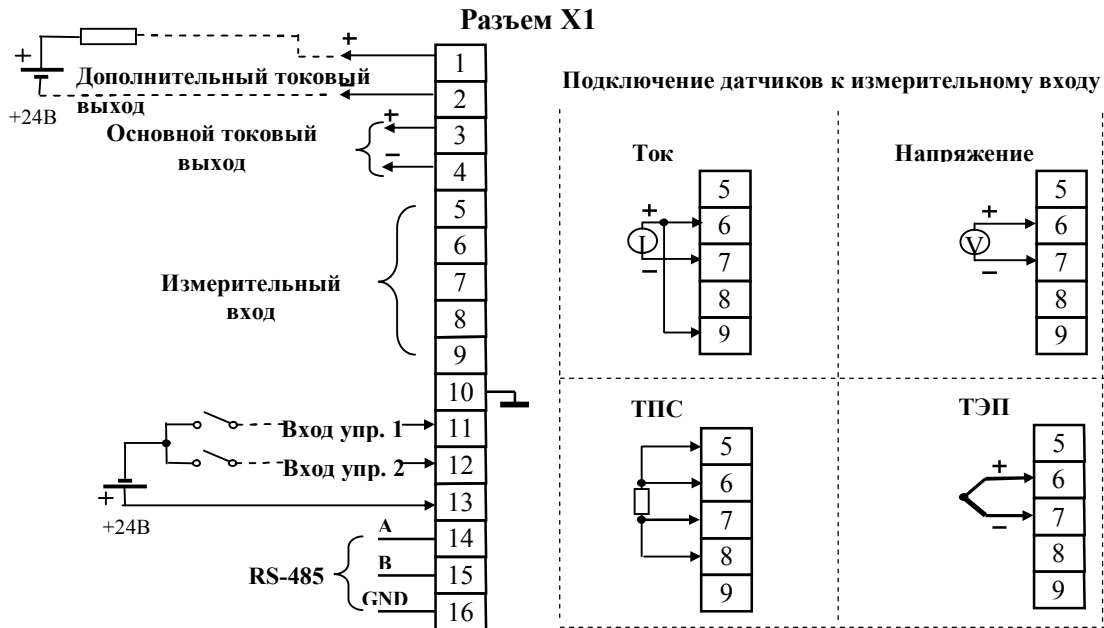 Разъем X1
+
+
1
Дополнительный токовый
выход
–
2
+24В
Основной токовый
выход
+
3
–
4
5
6
Измерительный
вход
7
8
9
10
Вход упр. 1
11
Вход упр. 2
12
+
13
+24В
A
14
RS-485
B
15
GND
16
Подключение датчиков к измерительному входу
Ток
5
+
6
I
–
7
8
9
Напряжение
5
+
6
V
–
7
8
9
ТПС
5
6
7
8
9
ТЭП
5
+
6
–
7
8
9